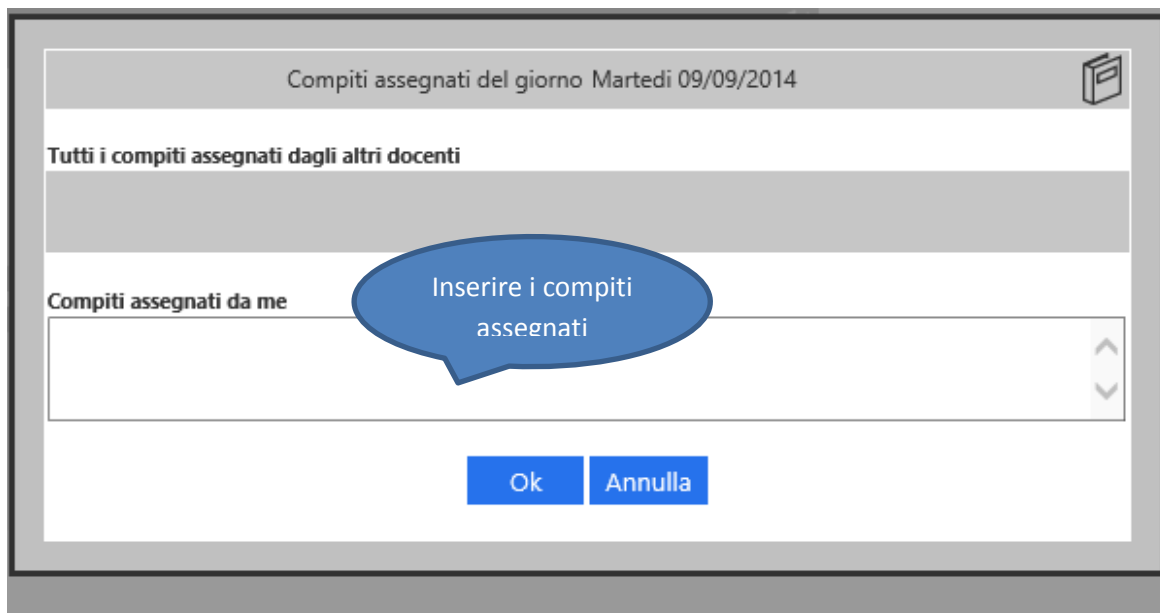 Compiti assegnati del giorno Martedi 09/09/2014
Tutti i compiti assegnati dagli altri docenti
Inserire i compiti
assegnati
Compiti assegnati da me
Ok Annulla